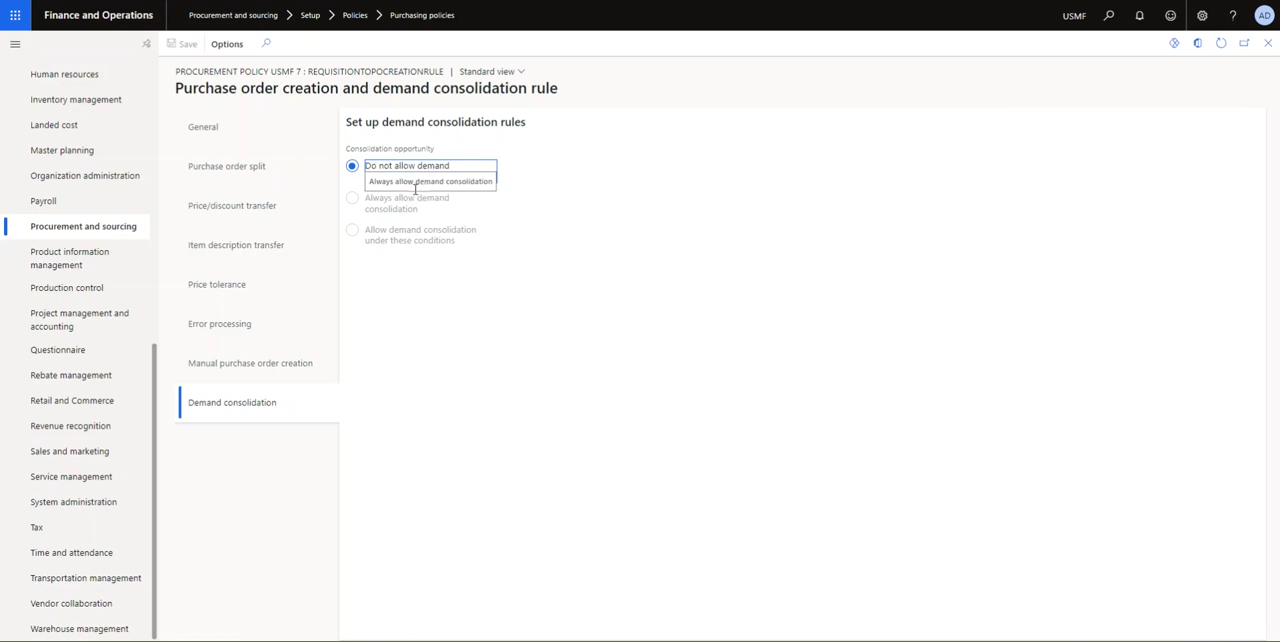 Finance and Operations
Procurement and sourcing
Setup
Policies
Purchasing policies
USMF
?
AD
Save
Options
Human resources
Inventory management
Landed cost
Master planning
Organization administration
Payroll
Procurement and sourcing
Product information
management
Production control
Project management and
accounting
Questionnaire
Rebate management
Retail and Commerce
Revenue recognition
Sales and marketing
Service management
System administration
Tax
Time and attendance
Transportation management
Vendor collaboration
Warehouse management
PROCUREMENT POLICY USMF 7 : REQUISITIONTOPOCREATIONRULE | Standard view
Purchase order creation and demand consolidation rule
General
Purchase order split
Price/discount transfer
Item description transfer
Price tolerance
Error processing
Manual purchase order creation
Demand consolidation
Set up demand consolidation rules
Consolidation opportunity
Do not allow demand
Always allow demand consolidation
Always allow demand
consolidation
Allow demand consolidation
under these conditions